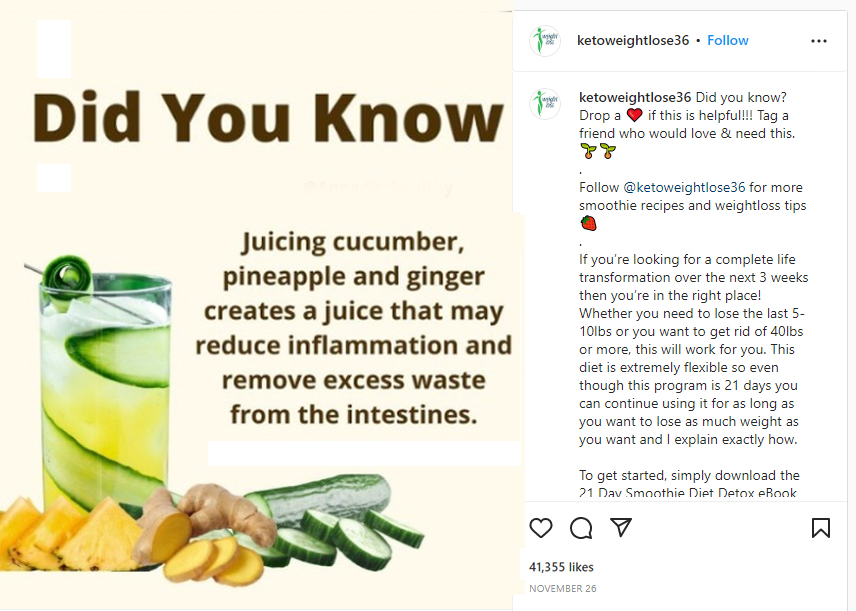 Did You Know
Juicing cucumber,
pineapple and ginger
creates a juice that may
reduce inflammation and
remove excess waste
from the intestines.
ketoweightlose36 • Follow
ketoweightlose36 Did you know?
Drop a ❤️ if this is helpful!!! Tag a
friend who would love & need this.
🌱🌱
.
Follow @ketoweightlose36 for more
smoothie recipes and weightloss tips
🍓
.
If you're looking for a complete life
transformation over the next 3 weeks
then you're in the right place!
Whether you need to lose the last 5-
10lbs or you want to get rid of 40lbs
or more, this will work for you. This
diet is extremely flexible so even
though this program is 21 days you
can continue using it for as long as
you want to lose as much weight as
you want and I explain exactly how.
To get started, simply download the
21 Day Smoothie Diet Detox eBook
41,355 likes
NOVEMBER 26